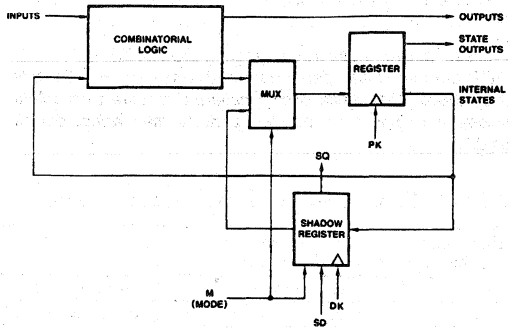 INPUTS
COMBINATORIAL
LOGIC
OUTPUTS
STATE
OUTPUTS
REGISTER
MUX
INTERNAL
STATES
PK
SQ
SHADOW
REGISTER
M
(MODE)
DK
SD